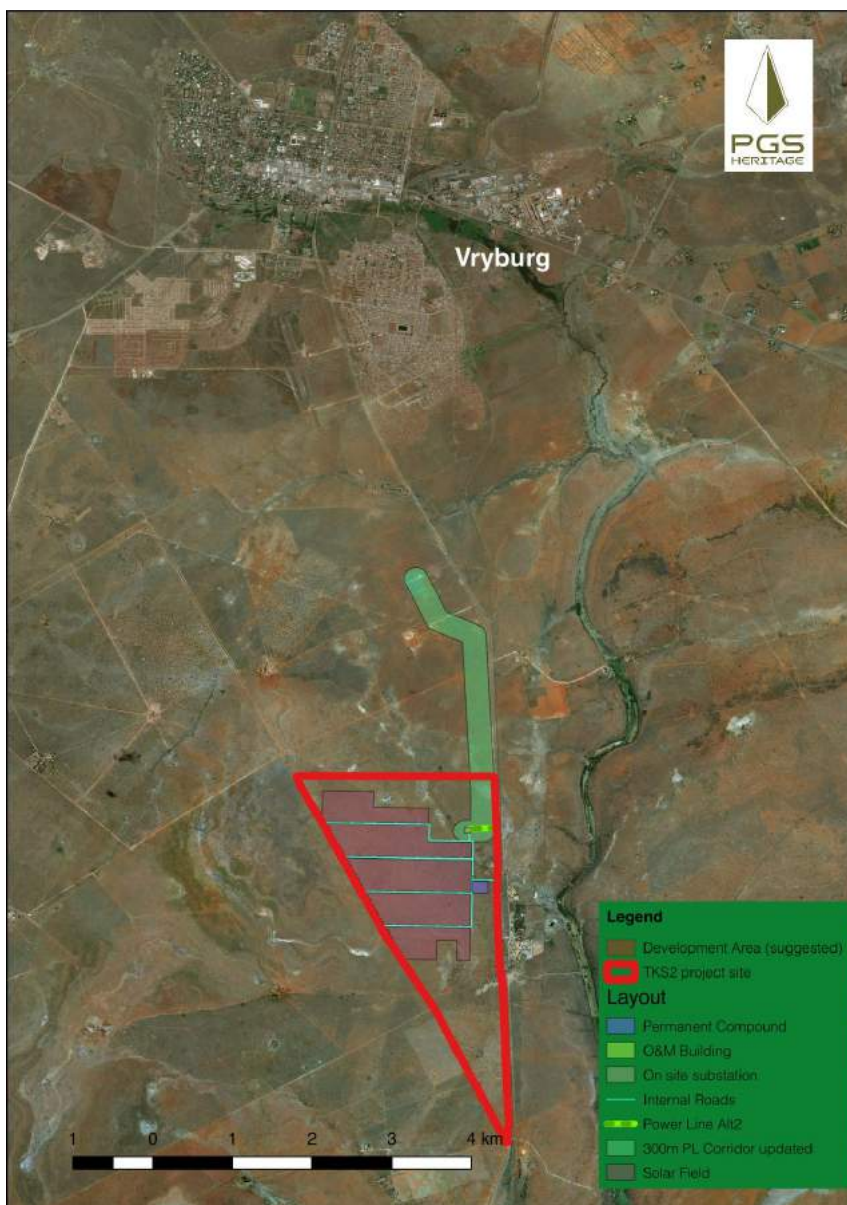 PGS
HERITAGE
Vryburg
Legend
Development Area (suggested)
TKS2 project site
Layout
Permanent Compound
O&M Building
On site substation
Internal Roads
Power Line Alt2
300m PL Corridor updated
Solar Field
1 0 1 2 3 4 km